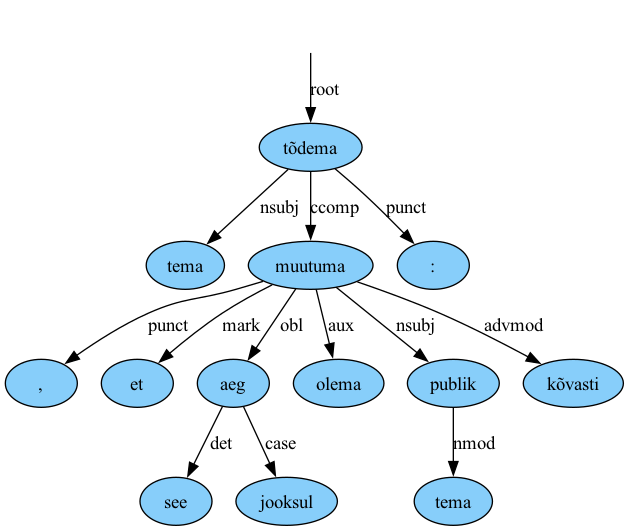 root
tõdema
nsubj ccomp punct
tema muutuma :
punct mark obl aux nsubj advmod
, et aeg olema publik kõvasti
det case nmod
see jooksul tema